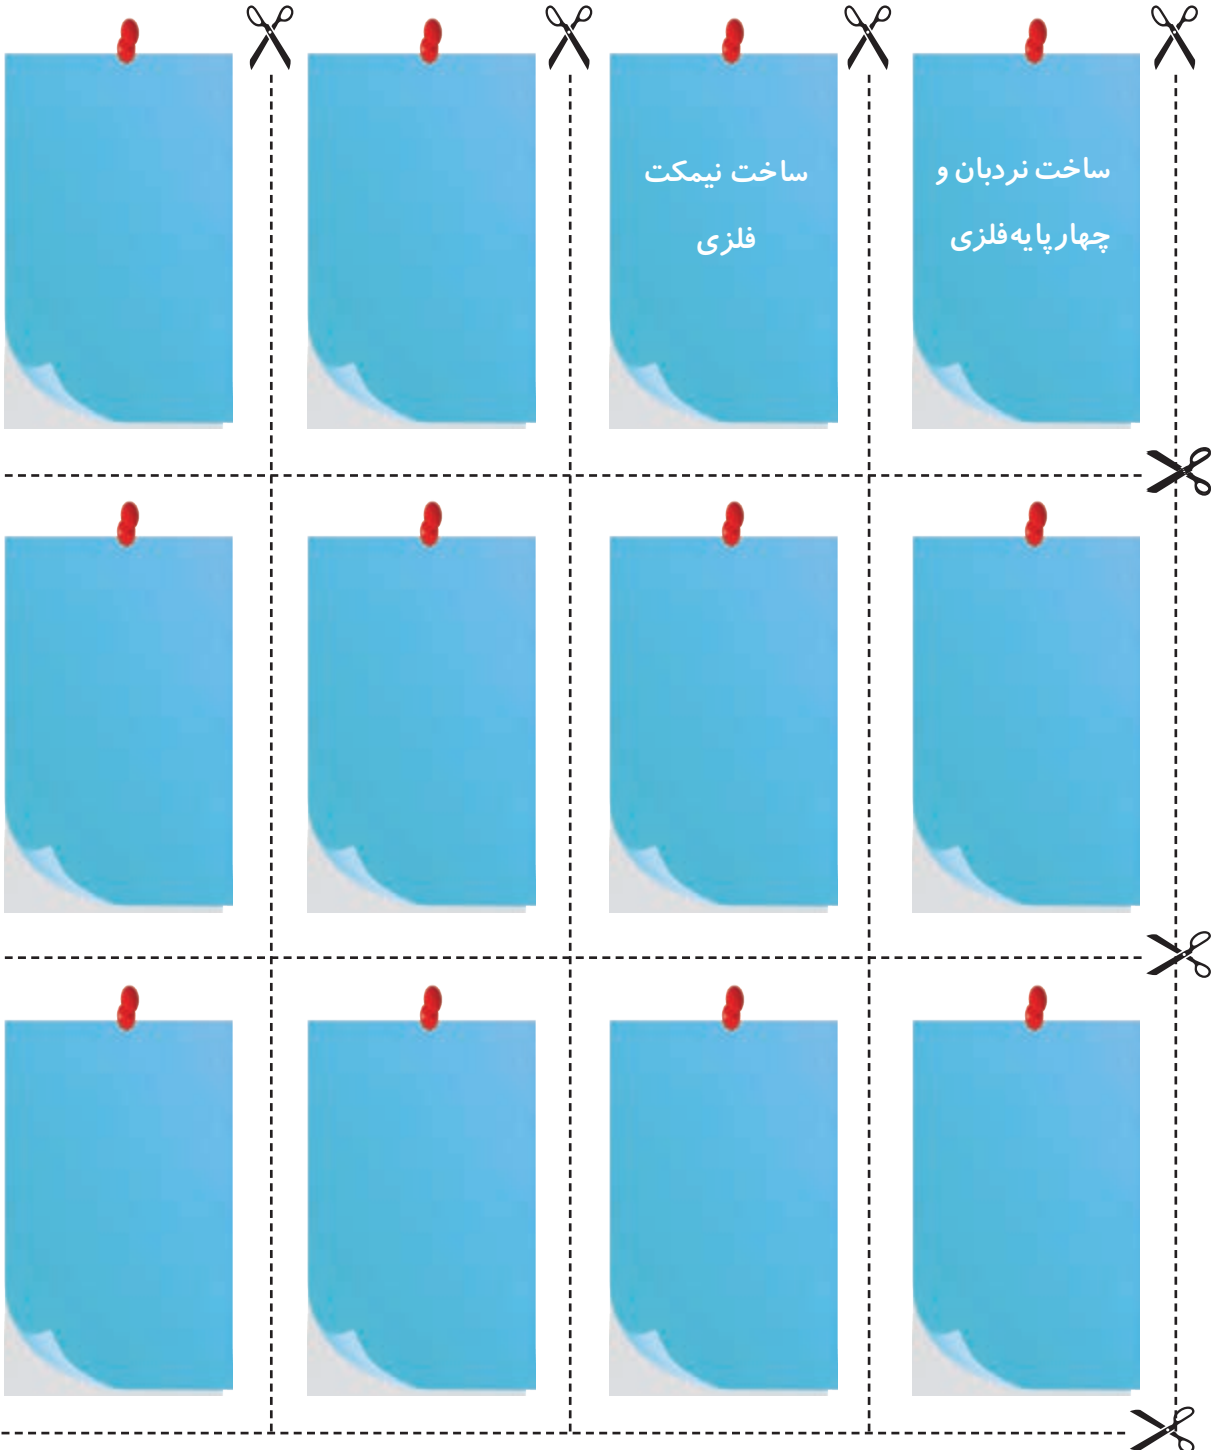 ساخت نردبان و
چهارپایه فلزی
ساخت نیمکت
فلزی